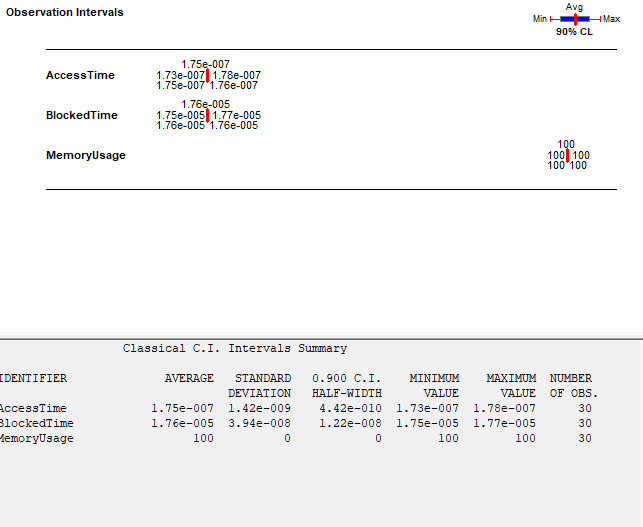 Observation Intervals
Avg
Min Max
90% CL
1.75e-007
AccessTime 1.73e-007 1.78e-007
1.75e-007 1.76e-007
1.76e-005
BlockedTime 1.75e-005 1.77e-005
1.76e-005 1.76e-005
100
MemoryUsage 100 100
100 100
Classical C.I. Intervals Summary
IDENTIFIER AVERAGE STANDARD 0.900 C.I. MINIMUM MAXIMUM NUMBER
DEVIATION HALF-WIDTH VALUE VALUE OF OBS.
AccessTime 1.75e-007 1.42e-009 4.42e-010 1.73e-007 1.78e-007 30
BlockedTime 1.76e-005 3.94e-008 1.22e-008 1.75e-005 1.77e-005 30
MemoryUsage 100 0 0 100 100 30